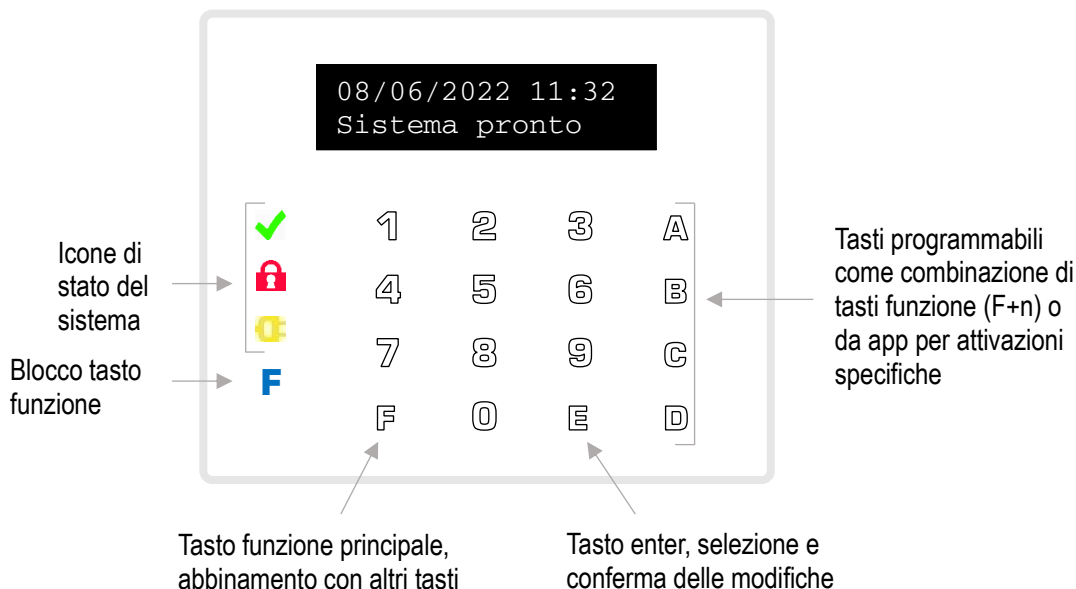 08/06/2022 11:32
Sistema pronto
1 2 3 A
4 5 6 B
7 8 9 C
F
F 0 E D
Icone di
stato del
sistema
Blocco tasto
funzione
Tasti programmabili
come combinazione di
tasti funzione (F+n) o
da app per attivazioni
specifiche
Tasto funzione principale,
abbinamento con altri tasti
Tasto enter, selezione e
conferma delle modifiche